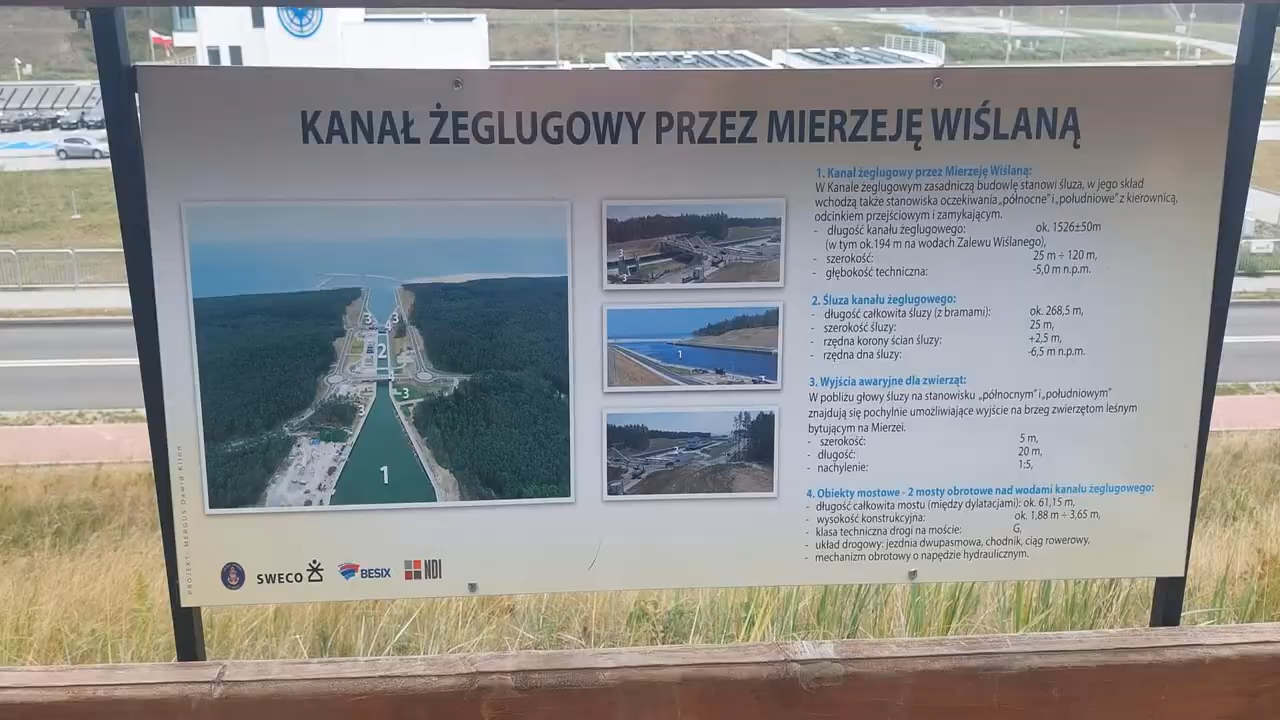 KANAŁ ŻEGLUGOWY PRZEZ MIERZEJĘ WIŚLANĄ
1. Kanał żeglugowy przez Mierzeję Wiślaną:
W Kanale żeglugowym zasadniczą budowlę stanowi śluza, w jego skład
wchodzą także stanowiska oczekiwania „północne" i „południowe" z kierownicą,
odcinkiem przejściowym i zamykającym.
- długość kanału żeglugowego: ok. 1526±50m
(w tym ok.194 m na wodach Zalewu Wiślanego),
- szerokość: 25 m ÷ 120 m,
- głębokość techniczna: -5,0 m n.p.m.
2. Śluza kanału żeglugowego:
- długość całkowita śluzy (z bramami): ok. 268,5 m,
- szerokość śluzy: 25 m,
- rzędna korony ścian śluzy: +2,5 m,
- rzędna dna śluzy: -6,5 m n.p.m.
3. Wyjścia awaryjne dla zwierząt:
W pobliżu głowy śluzy na stanowisku „północnym" i „południowym"
znajdują się pochylnie umożliwiające wyjście na brzeg zwierzętom leśnym
bytującym na Mierzei.
- szerokość: 5 m,
- długość: 20 m,
- nachylenie: 1:5,
4. Obiekty mostowe - 2 mosty obrotowe nad wodami kanału żeglugowego:
- długość całkowita mostu (między dylatacjami): ok. 61,15 m,
- wysokość konstrukcyjna: ok. 1,88 m ÷ 3,65 m,
- klasa techniczna drogi na moście: G,
- układ drogowy: jezdnia dwupasmowa, chodnik, ciąg rowerowy,
- mechanizm obrotowy o napędzie hydraulicznym.
3 4 3
2
3
3
1
1
PROJEKT: MERGUS Dawid Kilon
SWECO BESIX NDI